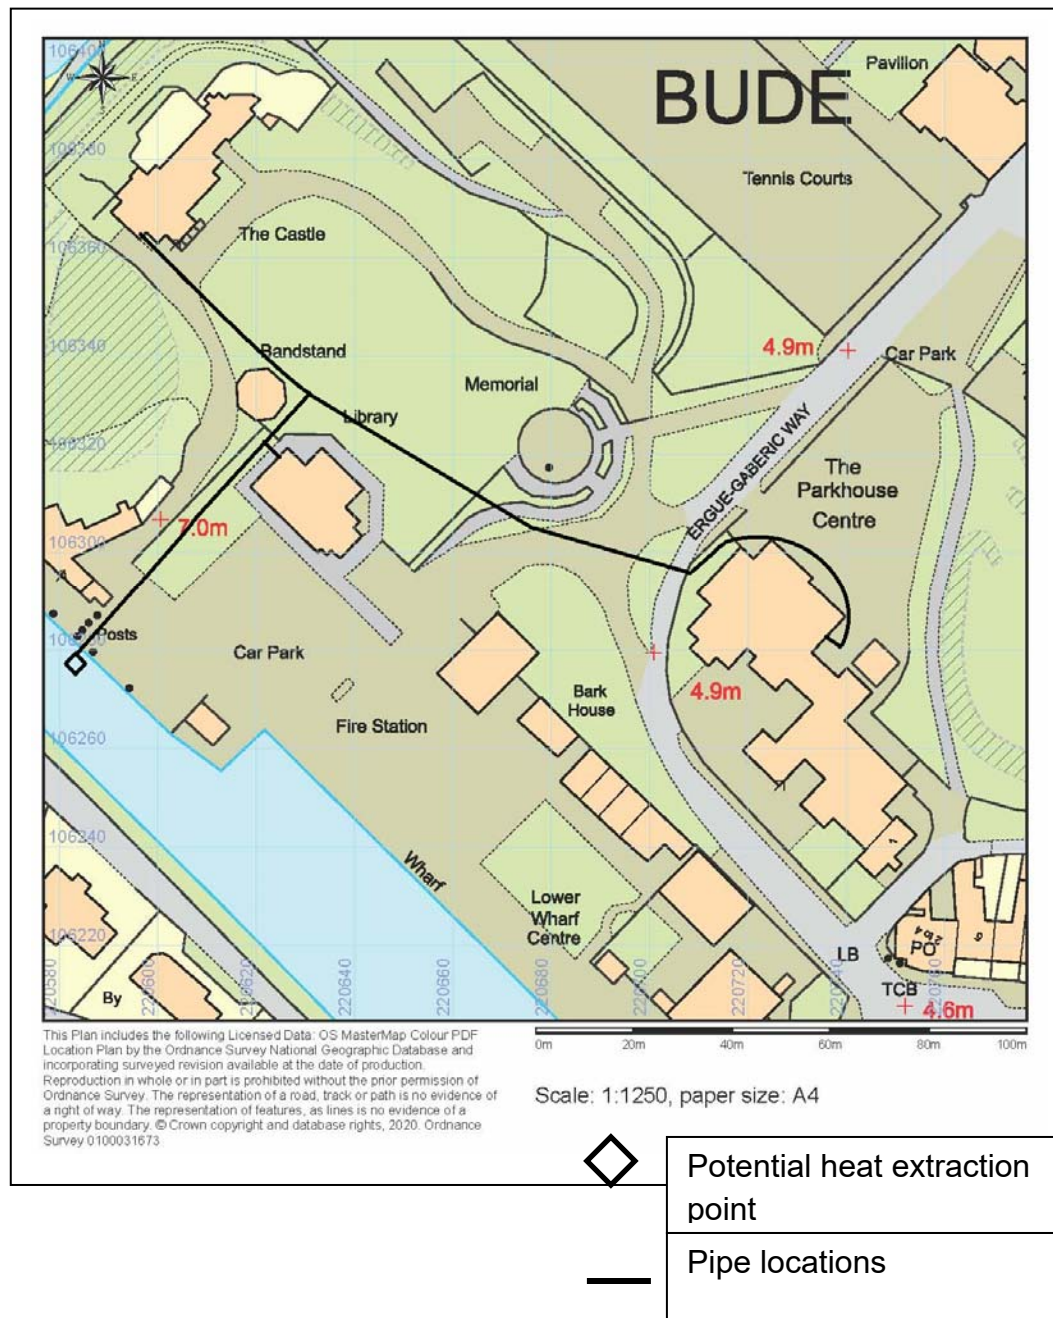 BUDE
Pavilion
Tennis Courts
The Castle
Bandstand
Library
Memorial
4.9m
Car Park
ERGUE-GABERIC WAY
The
Parkhouse
Centre
7.0m
Posts
Car Park
Fire Station
Bark
House
4.9m
Wharf
Lower
Wharf
Centre
LB
PO
2 to 4
6
1
TCB
4.6m
By
W
E
106380
106360
106340
106320
106300
106260
106240
106220
220600
220620
220640
220660
220680
220720
This Plan includes the following Licensed Data: OS MasterMap Colour PDF
Location Plan by the Ordnance Survey National Geographic Database and
incorporating surveyed revision available at the date of production.
Reproduction in whole or in part is prohibited without the prior permission of
Ordnance Survey. The representation of a road, track or path is no evidence of
a right of way. The representation of features, as lines is no evidence of a
property boundary. © Crown copyright and database rights, 2020. Ordnance
Survey 0100031673
0m 20m 40m 60m 80m 100m
Scale: 1:1250, paper size: A4
Potential heat extraction
point
Pipe locations